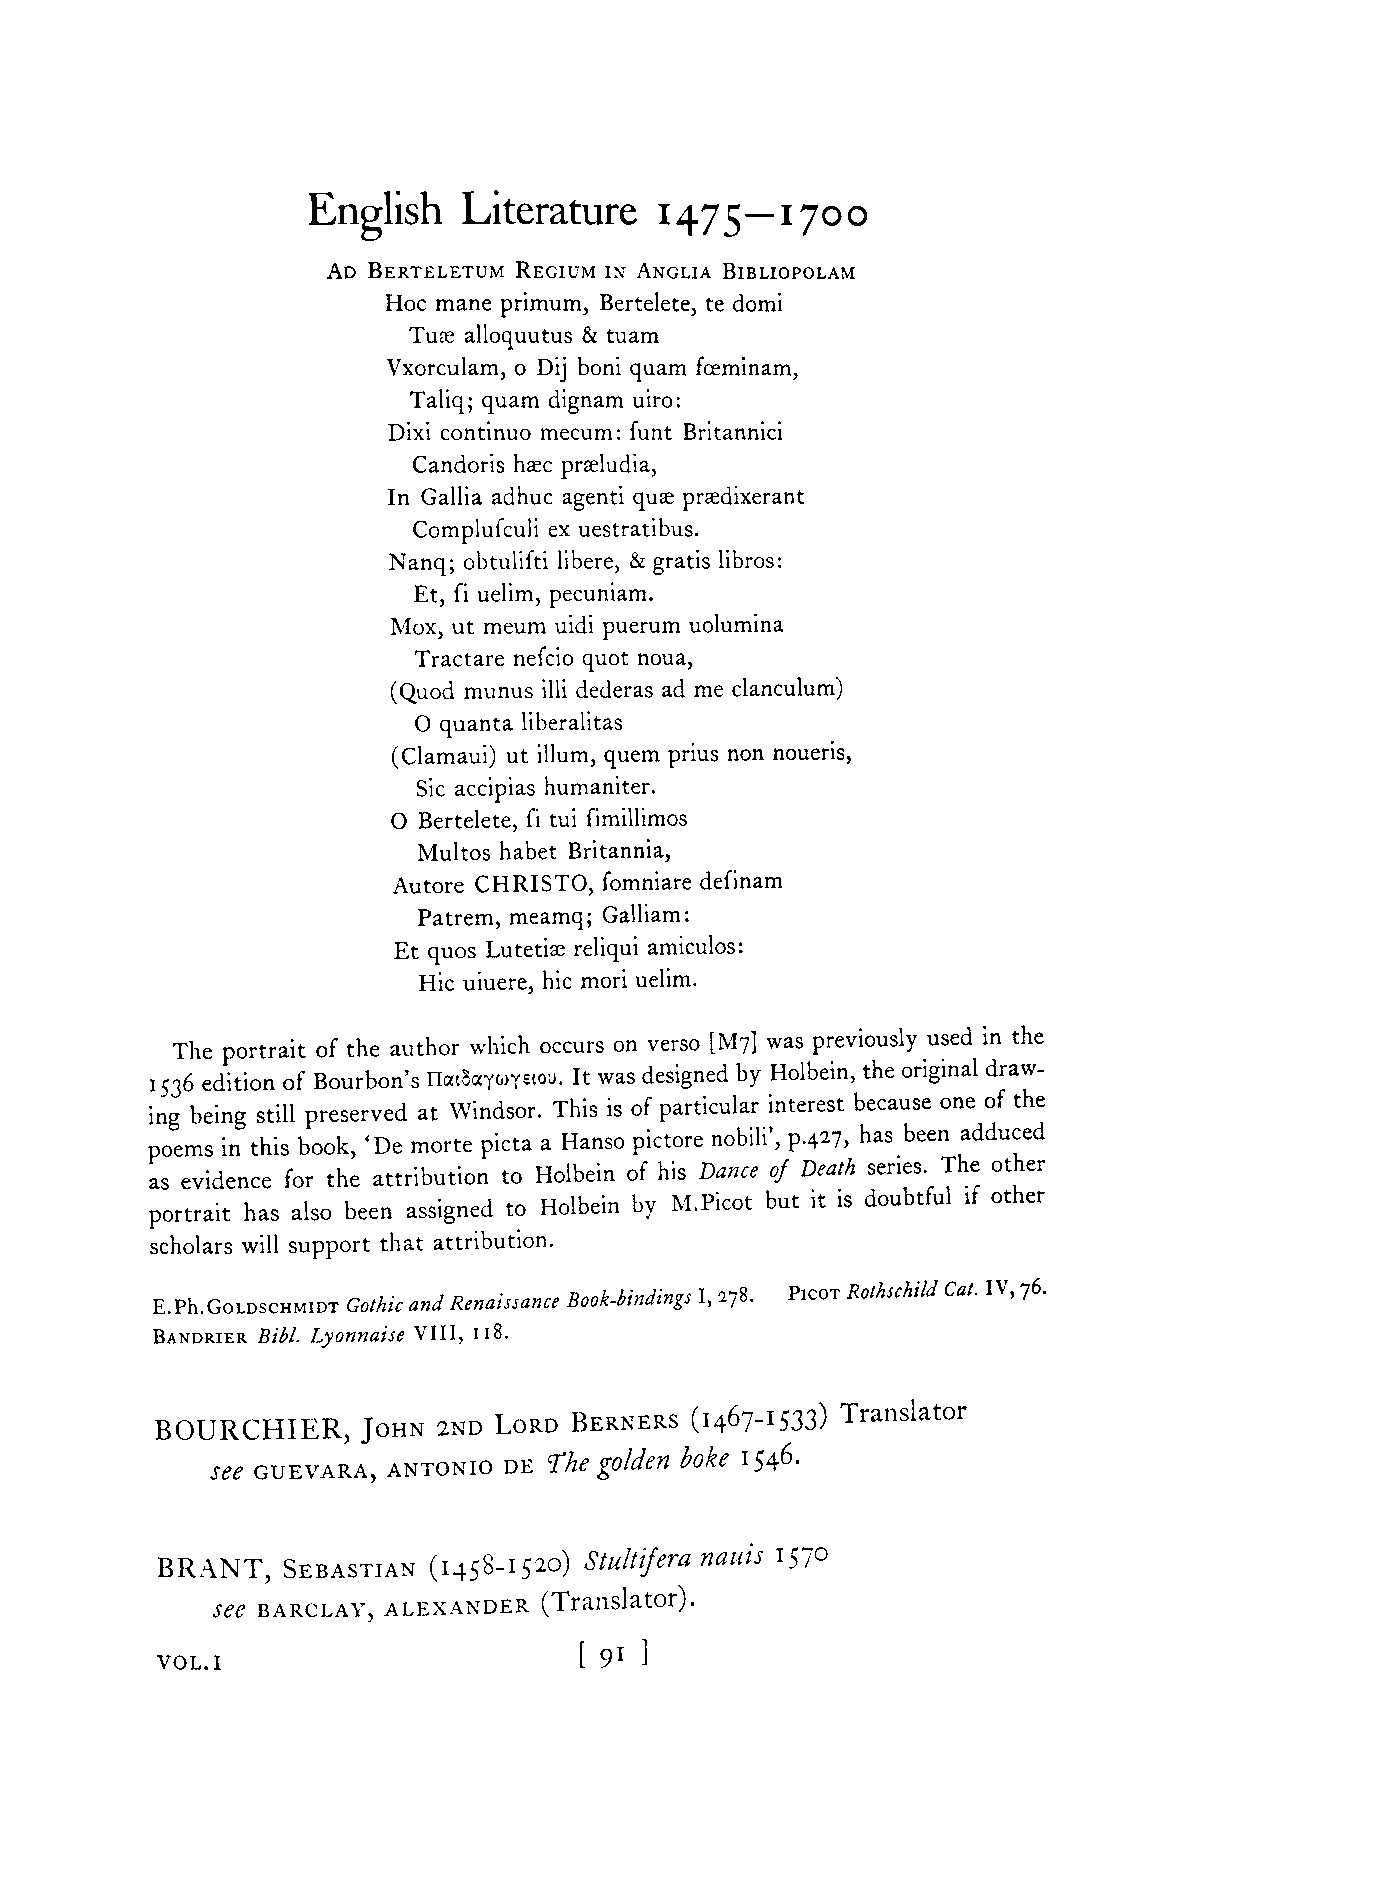 English Literature 1475–1700
Ad Berteletum Regium in Anglia Bibliopolam
Hoc mane primum, Bertelete, te domi
Tuæ alloquutus & tuam
Vxorculam, o Dij boni quam fœminam,
Taliq; quam dignam uiro:
Dixi continuo mecum: ſunt Britannici
Candoris hæc præludia,
In Gallia adhuc agenti quæ prædixerant
Compluſculi ex uestratibus.
Nanq; obtuliſti libere, & gratis libros:
Et, ſi uelim, pecuniam.
Mox, ut meum uidi puerum uolumina
Tractare neſcio quot noua,
(Quod munus illi dederas ad me clanculum)
O quanta liberalitas
(Clamaui) ut illum, quem prius non noueris,
Sic accipias humaniter.
O Bertelete, ſi tui ſimillimos
Multos habet Britannia,
Autore CHRISTO, ſomniare deſinam
Patrem, meamq; Galliam:
Et quos Lutetiæ reliqui amiculos:
Hic uiuere, hic mori uelim.
The portrait of the author which occurs on verso [M7] was previously used in the
1536 edition of Bourbon's Παιδαγωγειου. It was designed by Holbein, the original draw-
ing being still preserved at Windsor. This is of particular interest because one of the
poems in this book, 'De morte picta a Hanso pictore nobili', p.427, has been adduced
as evidence for the attribution to Holbein of his Dance of Death series. The other
portrait has also been assigned to Holbein by M.Picot but it is doubtful if other
scholars will support that attribution.
E.Ph.Goldschmidt Gothic and Renaissance Book-bindings I, 278. Picot Rothschild Cat. IV, 76.
Bandrier Bibl. Lyonnaise VIII, 118.
BOURCHIER, John 2nd Lord Berners (1467-1533) Translator
see GUEVARA, ANTONIO DE The golden boke 1546.
BRANT, Sebastian (1458-1520) Stultifera nauis 1570
see BARCLAY, ALEXANDER (Translator).
VOL.I [ 91 ]